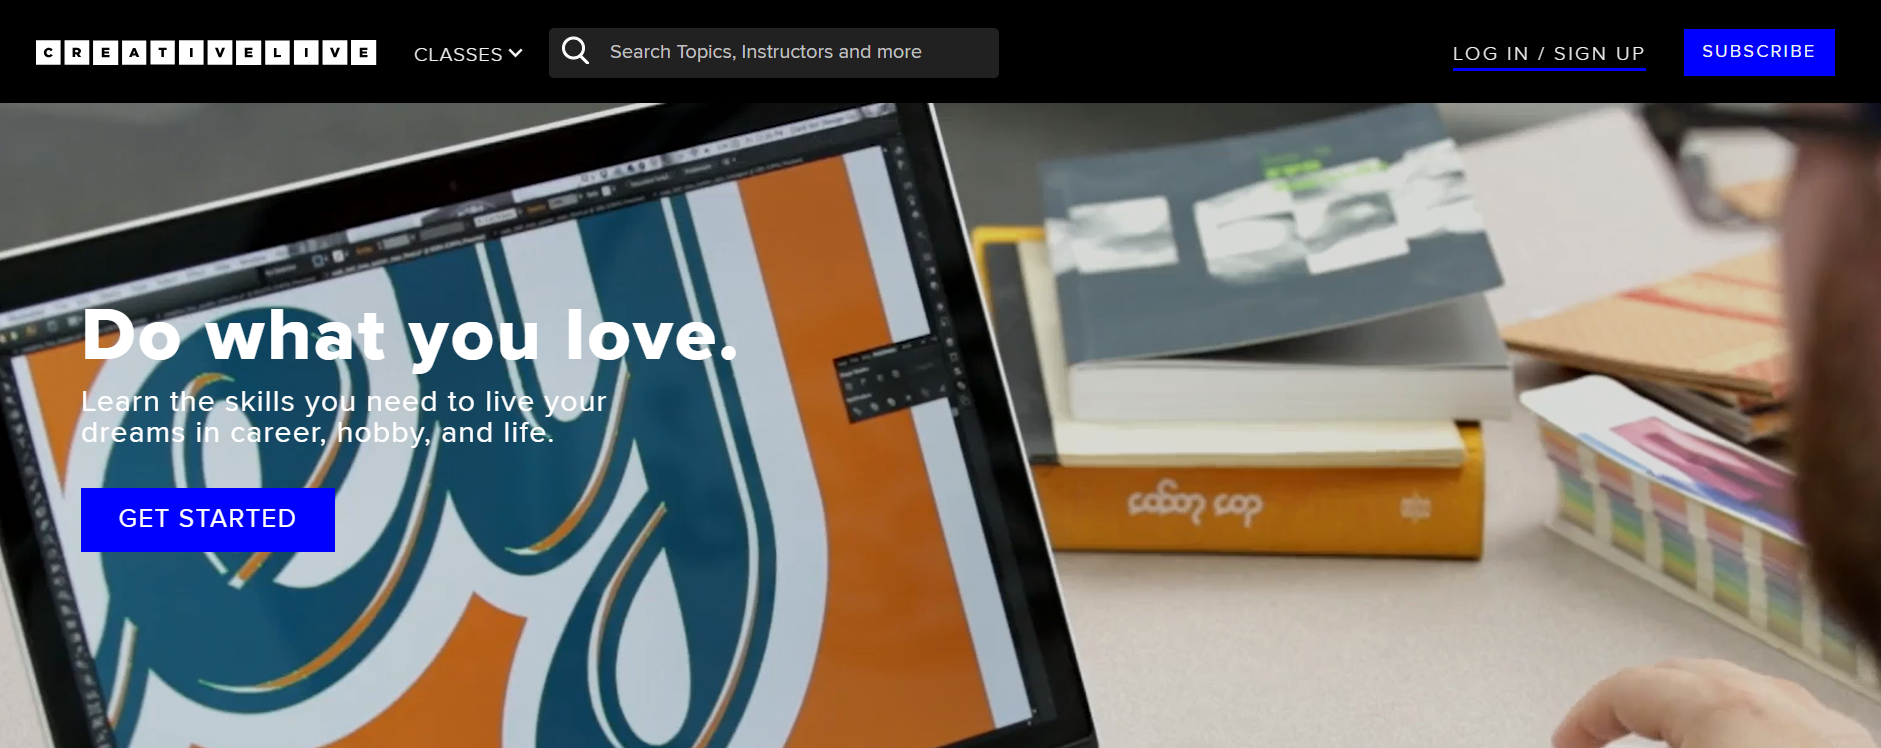 CREATIVELIVE
CLASSES
Search Topics, Instructors and more
LOG IN / SIGN UP
SUBSCRIBE
Do what you love.
Learn the skills you need to live your
dreams in career, hobby, and life.
GET STARTED